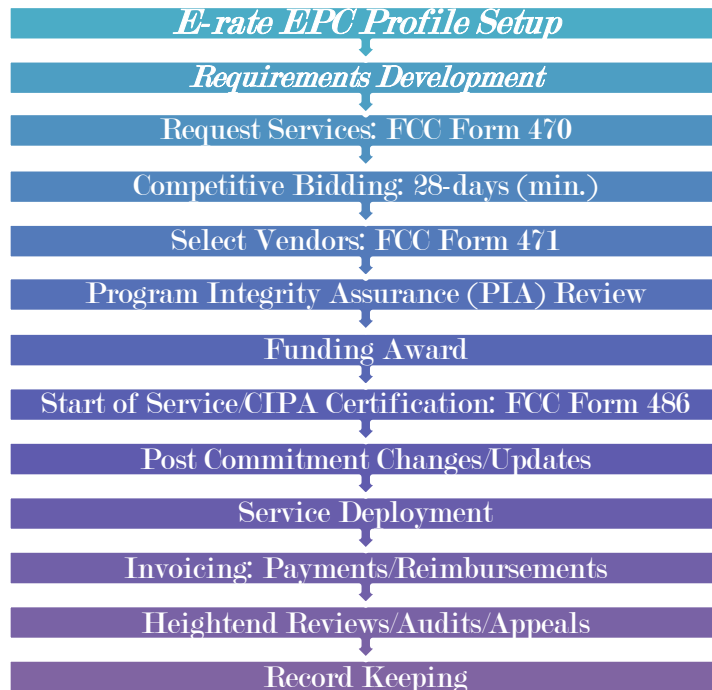 E-rate EPC Profile Setup
Requirements Development
Request Services: FCC Form 470
Competitive Bidding: 28-days (min.)
Select Vendors: FCC Form 471
Program Integrity Assurance (PIA) Review
Funding Award
Start of Service/CIPA Certification: FCC Form 486
Post Commitment Changes/Updates
Service Deployment
Invoicing: Payments/Reimbursements
Heightend Reviews/Audits/Appeals
Record Keeping